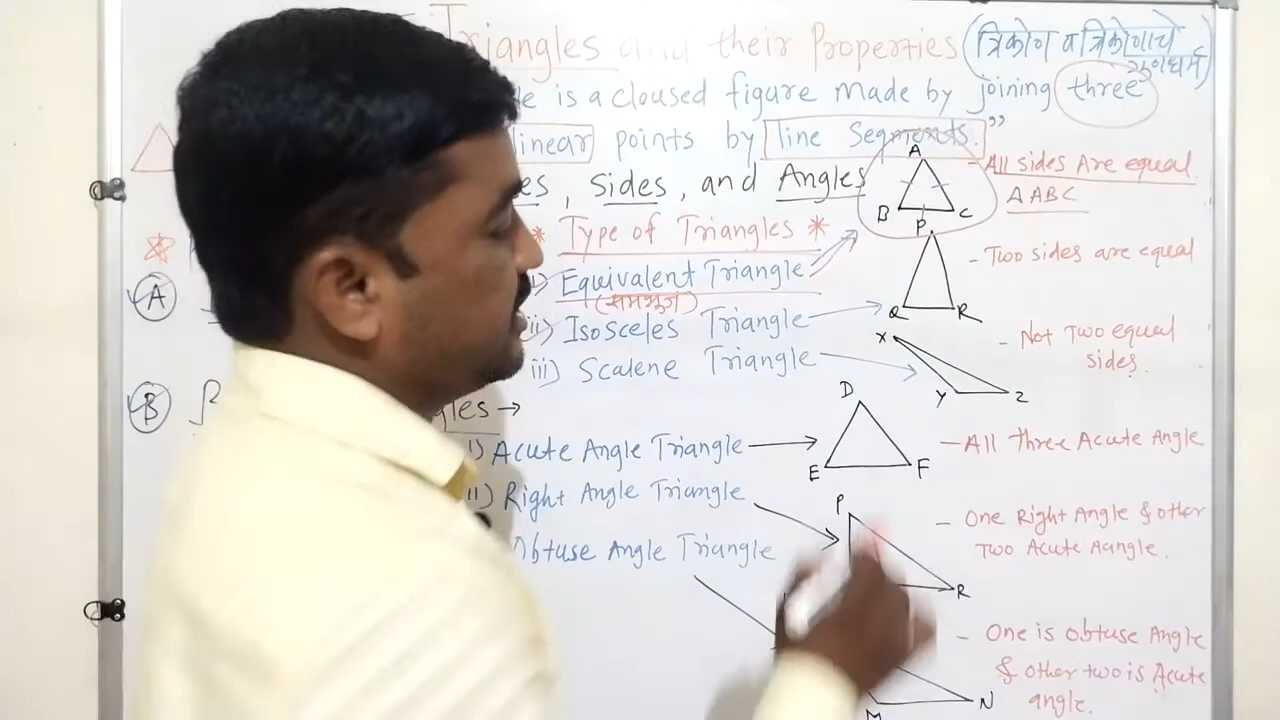 Triangles and their Properties (त्रिकोण व त्रिकोणाचे गुणधर्म)
is a cloused figure made by joining three
linear points by line Segments.”
, Sides, and Angles
* Type of Triangles *
i) Equivalent Triangle
(समभूज)
ii) Isosceles Triangle
iii) Scalene Triangle
A
B C
- All sides Are equal
ΔABC
P
Q R
- Two sides are equal
X
Y Z
- Not Two equal
sides.
(A)
(B)
→
i) Acute Angle Triangle
D
E F
- All three Acute Angle
ii) Right Angle Triangle
P
R
- One Right Angle & other
Two Acute Aangle.
Obtuse Angle Triangle
M N
- One is obtuse Angle
& other two is Acute
angle.